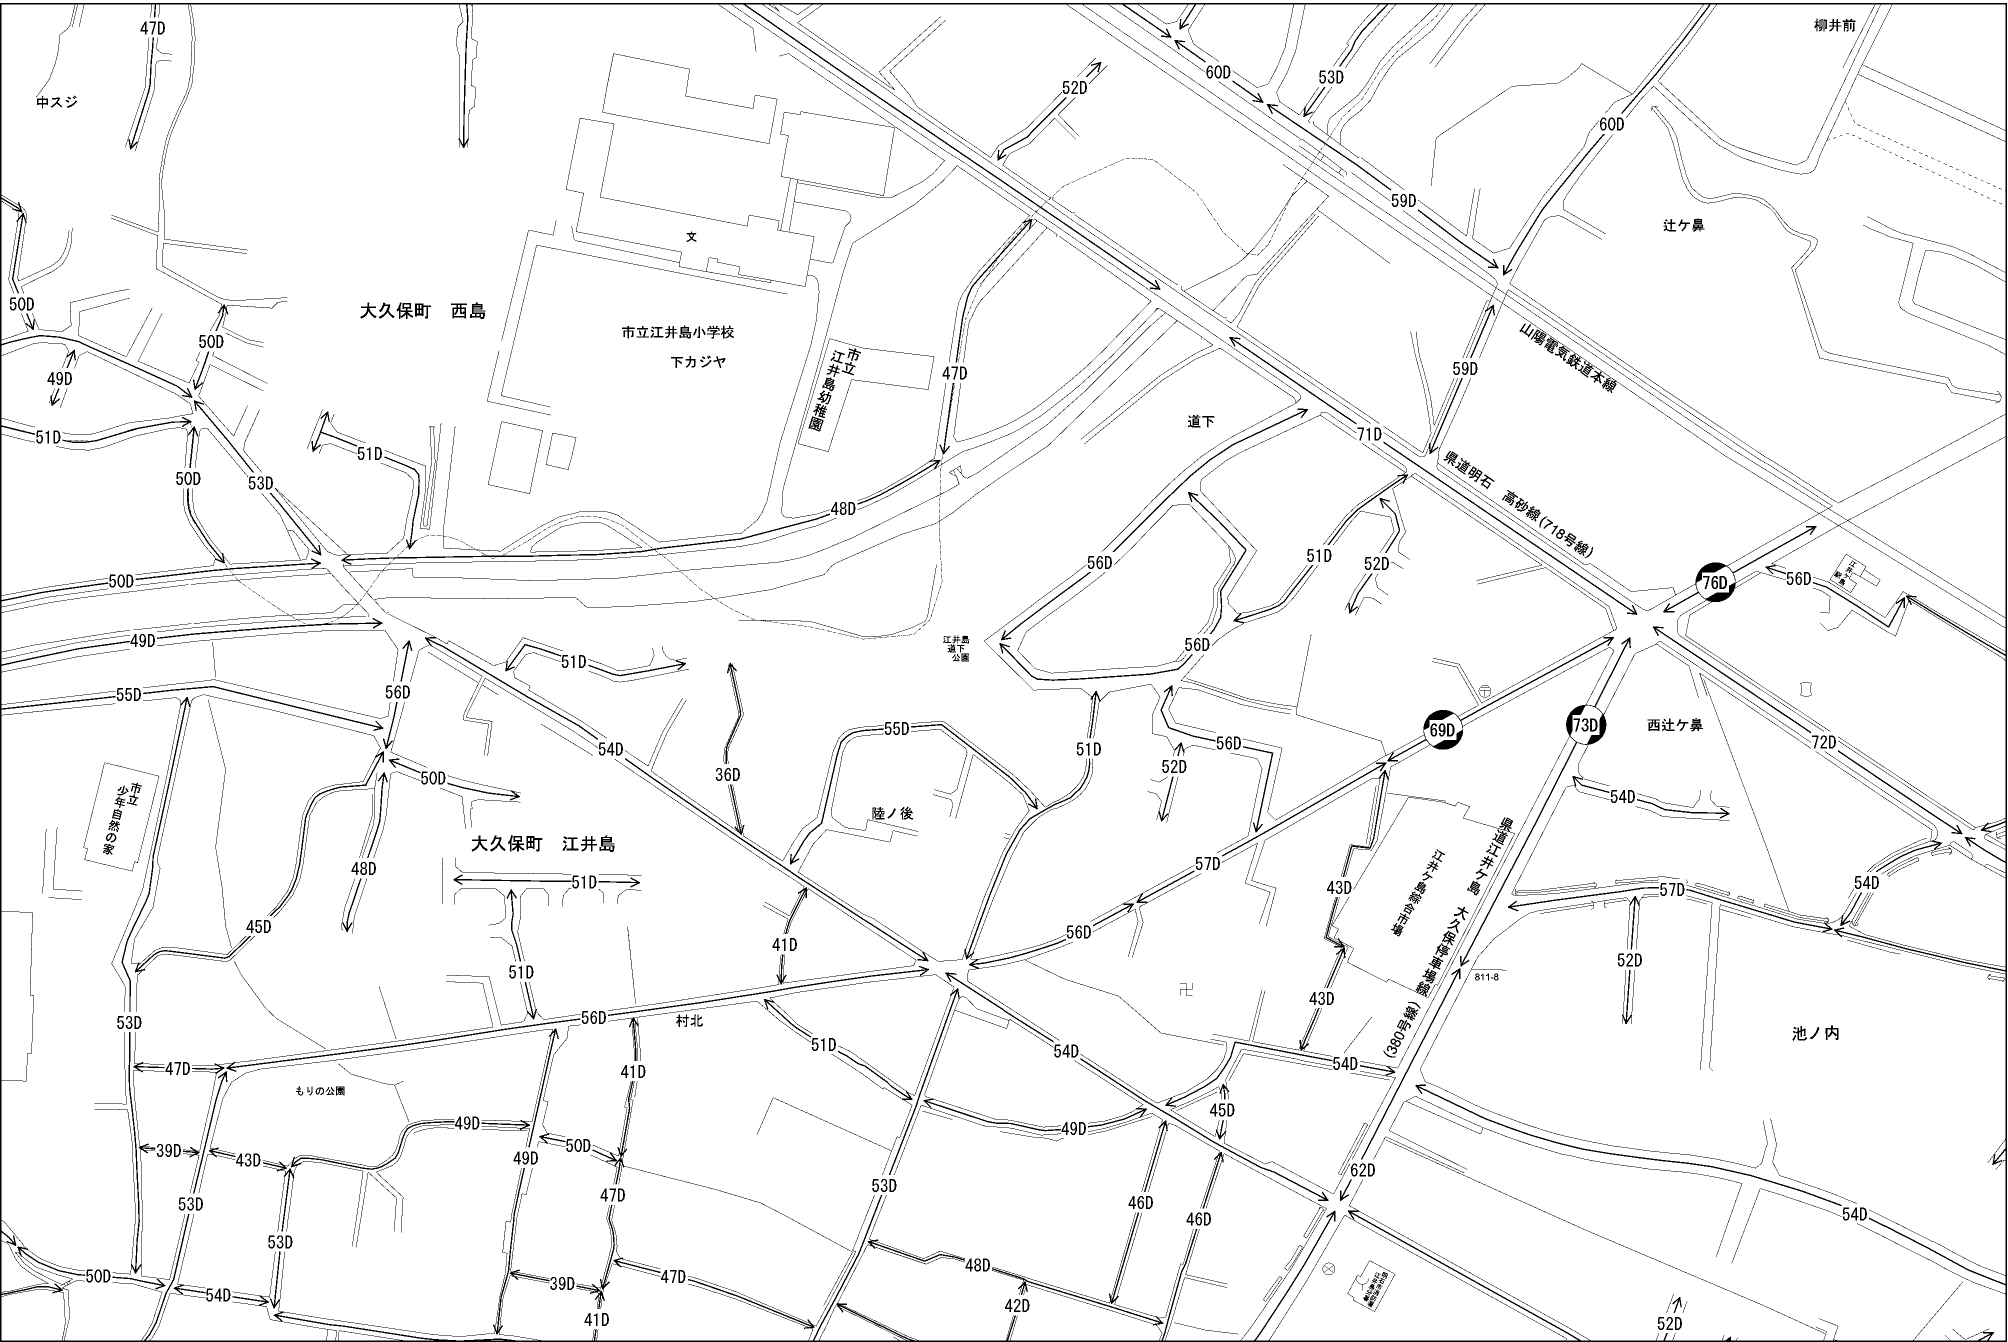 47D
柳井前
60D
53D
52D
中スジ
60D
59D
辻ケ鼻
文
50D
大久保町 西島
市立江井島小学校
下カジヤ
50D
市立
江井島幼稚園
山陽電気鉄道本線
49D
47D
59D
道下
51D
71D
51D
50D
53D
県道明石 高砂線(718号線)
48D
56D
51D
52D
50D
76D
56D
江井ケ島
駅
49D
江井島
道下
公園
56D
51D
55D
56D
〒
69D
73D
西辻ケ鼻
54D
55D
51D
56D
72D
36D
52D
50D
市立
少年自然の家
54D
陸ノ後
県道江井ケ島 大久保停車場線
(380号線)
大久保町 江井島
江井ケ島綜合市場
48D
51D
57D
43D
54D
57D
45D
56D
41D
51D
52D
811-8
卍
43D
53D
56D
村北
池ノ内
51D
54D
54D
47D
41D
もりの公園
49D
45D
49D
50D
39D
43D
49D
62D
53D
47D
53D
46D
46D
54D
53D
50D
48D
47D
39D
54D
42D
41D
52D